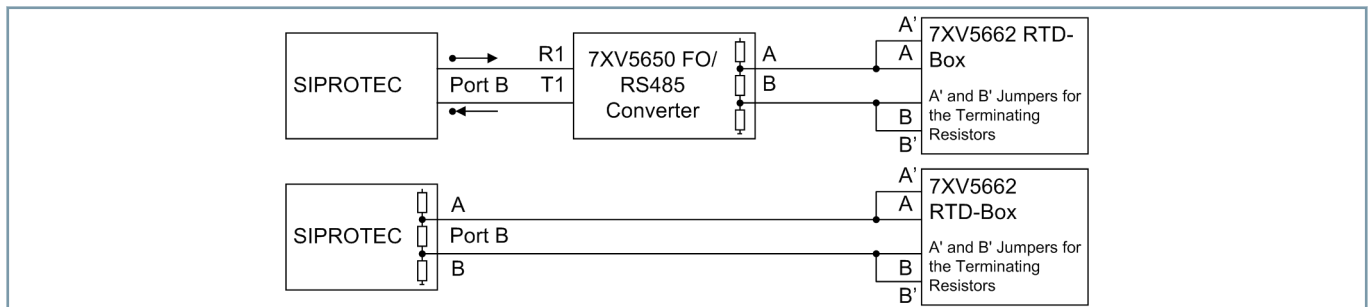 SIPROTEC
R1
T1
Port B
7XV5650 FO/
RS485
Converter
A
B
A'
A
B
B'
7XV5662 RTD-
Box
A' and B' Jumpers for
the Terminating
Resistors
SIPROTEC
A
Port B
B
A'
A
B
B'
7XV5662
RTD-Box
A' and B' Jumpers for
the Terminating
Resistors